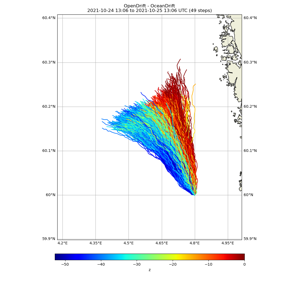 OpenDrift - OceanDrift
2021-10-24 13:06 to 2021-10-25 13:06 UTC (49 steps)
60.4°N 60.4°N
60.3°N 60.3°N
60.2°N 60.2°N
60.1°N 60.1°N
60°N 60°N
59.9°N 59.9°N
4.2°E 4.35°E 4.5°E 4.65°E 4.8°E 4.95°E
−50 −40 −30 −20 −10 0
z